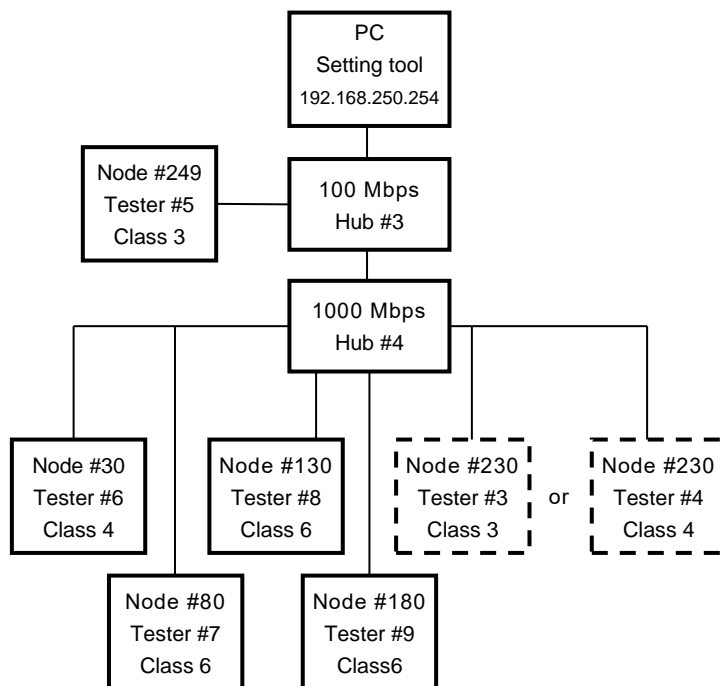 PC
Setting tool
192.168.250.254
Node #249
Tester #5
Class 3
100 Mbps
Hub #3
1000 Mbps
Hub #4
Node #30
Tester #6
Class 4
Node #130
Tester #8
Class 6
Node #230
Tester #3
Class 3
or
Node #230
Tester #4
Class 4
Node #80
Tester #7
Class 6
Node #180
Tester #9
Class6